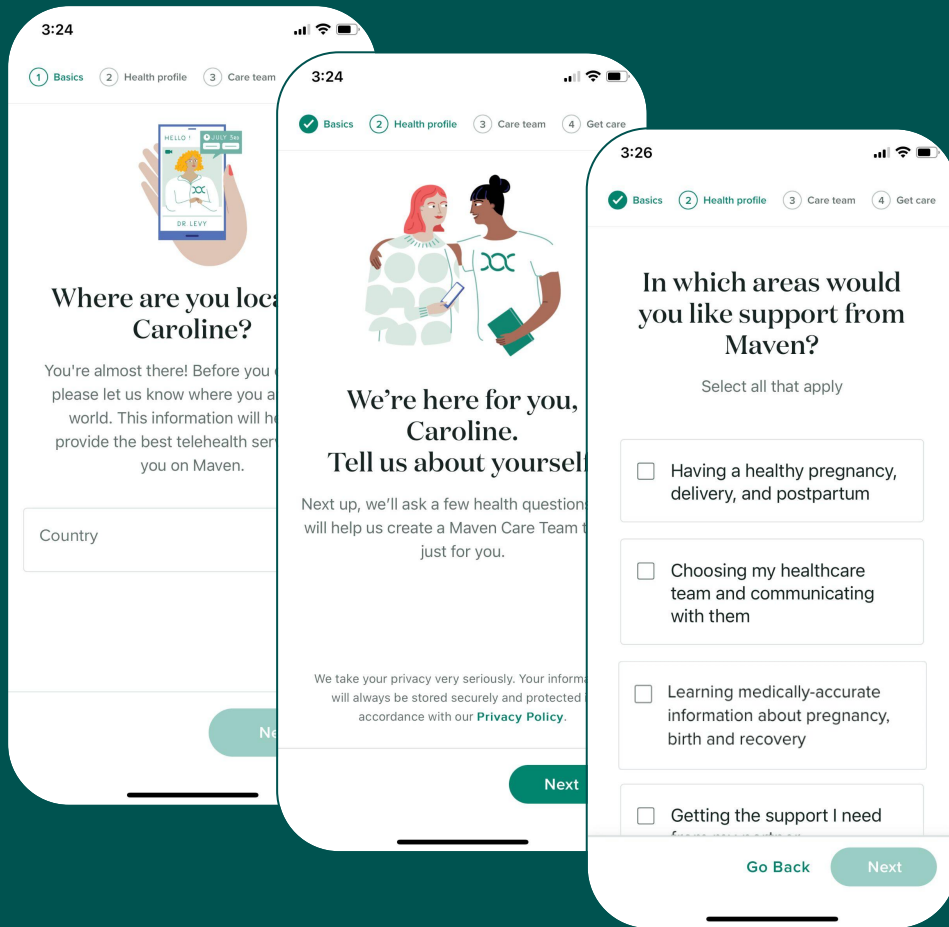 3:24
1 Basics 2 Health profile 3 Care team
HELLO !
JULY 5
DR LEVY
Where are you loc
Caroline?
You're almost there! Before you
please let us know where you a
world. This information will he
provide the best telehealth ser
you on Maven.
Country
Ne
3:24
Basics 2 Health profile 3 Care team 4 Get care
We're here for you,
Caroline.
Tell us about yourself
Next up, we'll ask a few health questions
will help us create a Maven Care Team t
just for you.
We take your privacy very seriously. Your informa
will always be stored securely and protected i
accordance with our Privacy Policy.
Next
3:26
Basics 2 Health profile 3 Care team 4 Get care
In which areas would
you like support from
Maven?
Select all that apply
Having a healthy pregnancy,
delivery, and postpartum
Choosing my healthcare
team and communicating
with them
Learning medically-accurate
information about pregnancy,
birth and recovery
Getting the support I need
from my partner
Go Back Next